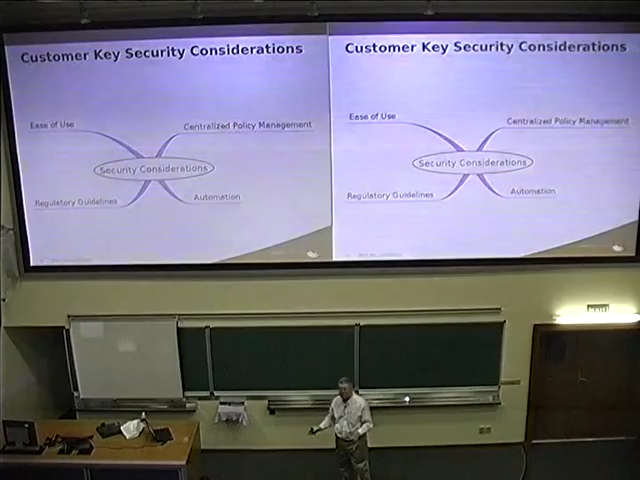 Customer Key Security Considerations
Ease of Use
Centralized Policy Management
Security Considerations
Regulatory Guidelines
Automation
Customer Key Security Considerations
Ease of Use
Centralized Policy Management
Security Considerations
Regulatory Guidelines
Automation